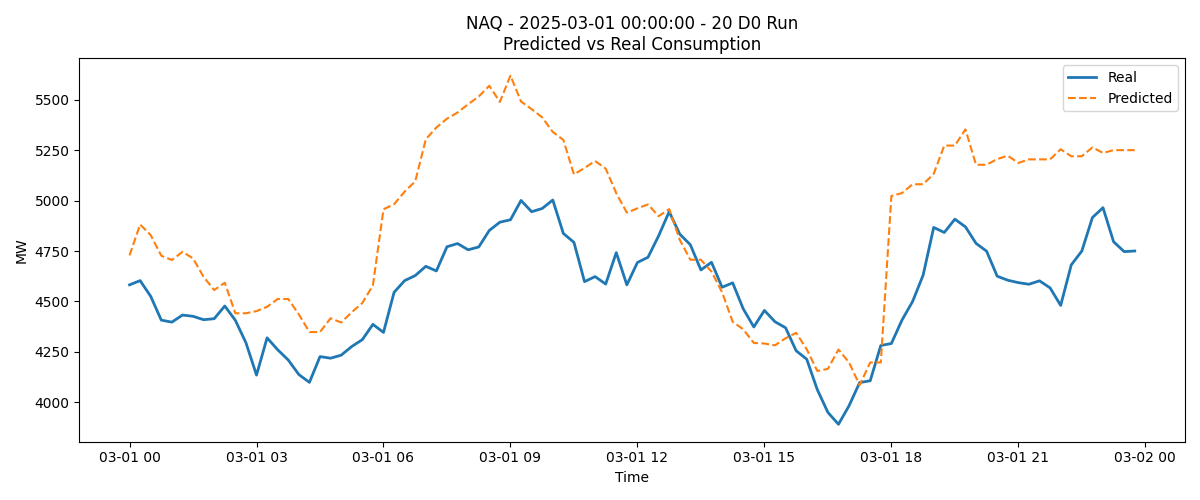 NAQ - 2025-03-01 00:00:00 - 20 D0 Run
Predicted vs Real Consumption
Real
Predicted
MW
5500
5250
5000
4750
4500
4250
4000
03-01 00
03-01 03
03-01 06
03-01 09
03-01 12
03-01 15
03-01 18
03-01 21
03-02 00
Time